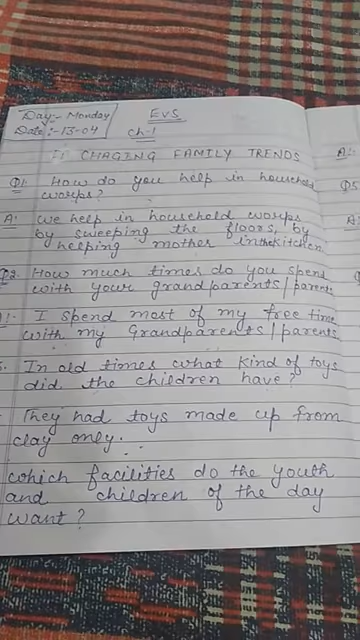 Day:- Monday
Date:- 13-04
EVS
Ch-1
CHAGING FAMILY TRENDS
Q1. How do you help in household
worps?
A:- We help in household worps
by sweeping the floors, by
helping mother in the kitchen
Q2. How much times do you spend
with your grandparents/parents
I spend most of my free time
with my Grandparents/parents.
In old times what kind of toys
did the children have?
They had toys made up from
clay only.
which facilities do the youth
and children of the day
want?
A:-
Q5
A: